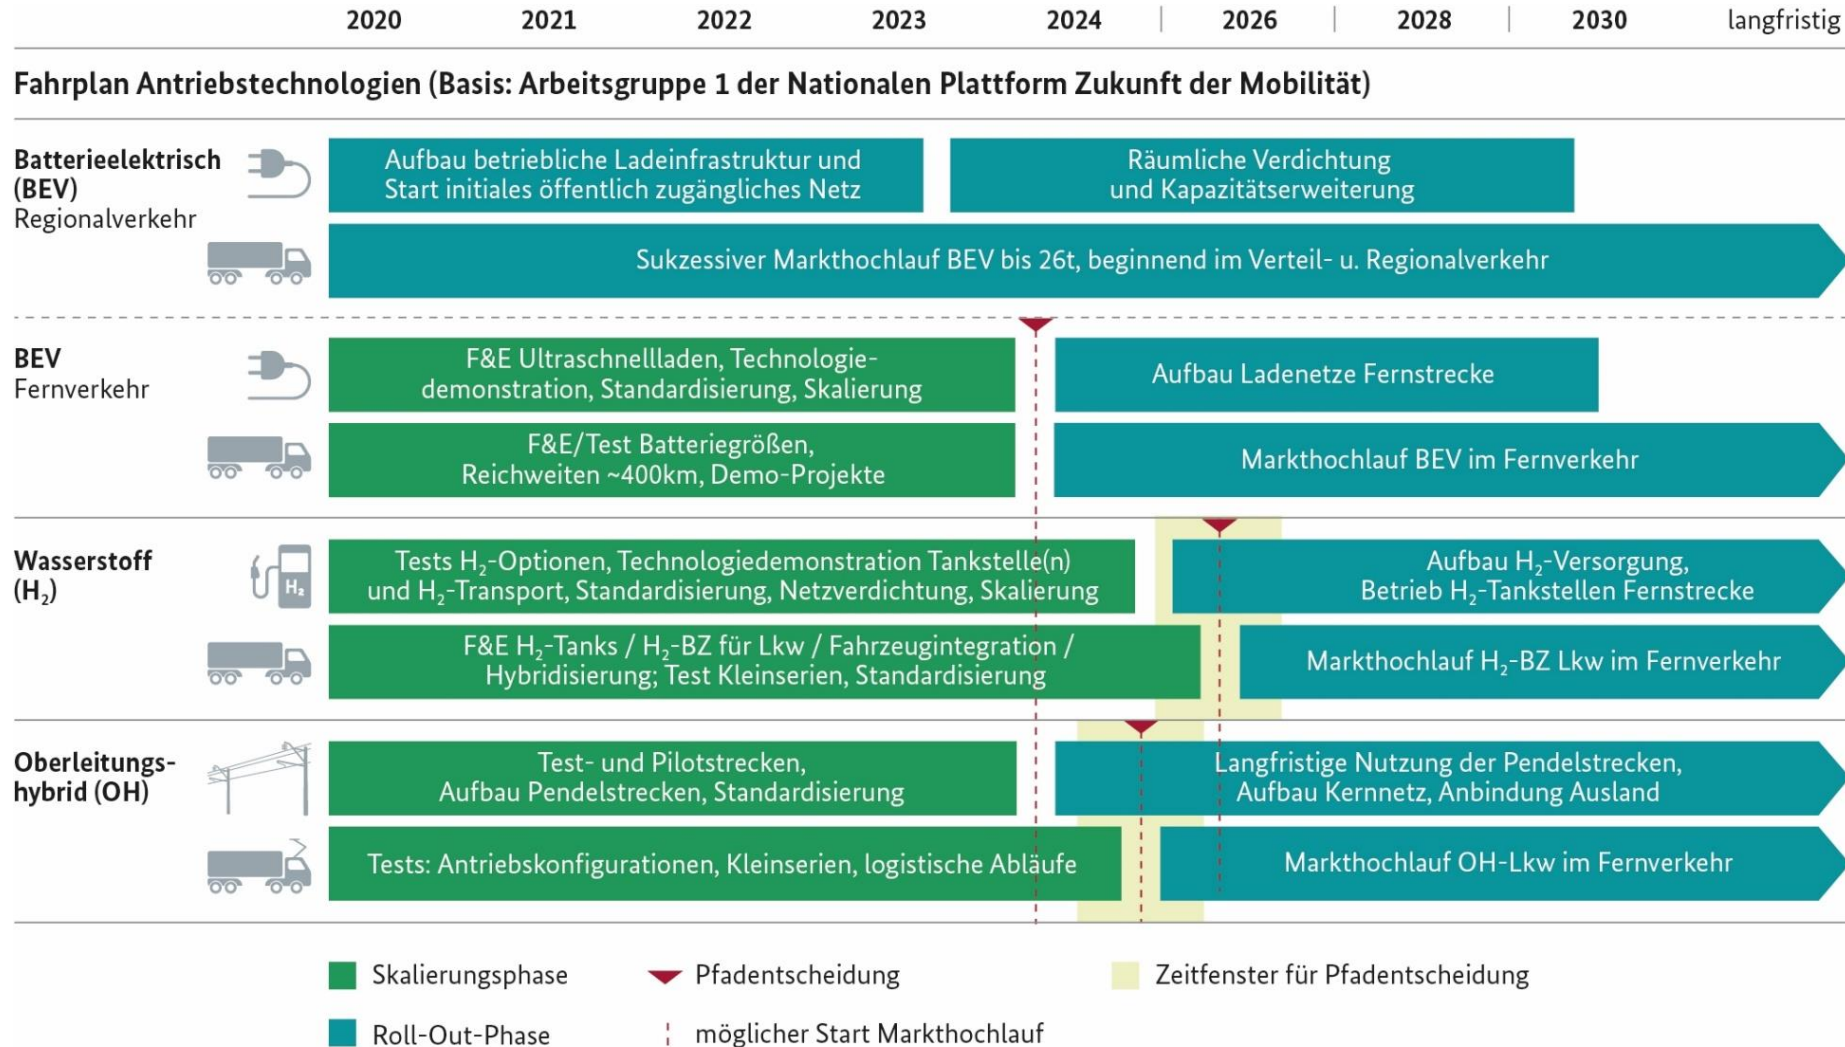 2020 2021 2022 2023 2024 2026 2028 2030 langfristig
Fahrplan Antriebstechnologien (Basis: Arbeitsgruppe 1 der Nationalen Plattform Zukunft der Mobilität)
Batterieelektrisch
(BEV)
Regionalverkehr
Aufbau betriebliche Ladeinfrastruktur und
Start initiales öffentlich zugängliches Netz
Räumliche Verdichtung
und Kapazitätserweiterung
Sukzessiver Markthochlauf BEV bis 26t, beginnend im Verteil- u. Regionalverkehr
BEV
Fernverkehr
F&E Ultraschnellladen, Technologie-
demonstration, Standardisierung, Skalierung
Aufbau Ladenetze Fernstrecke
F&E/Test Batteriegrößen,
Reichweiten ~400km, Demo-Projekte
Markthochlauf BEV im Fernverkehr
Wasserstoff
(H₂)
H₂
Tests H₂-Optionen, Technologiedemonstration Tankstelle(n)
und H₂-Transport, Standardisierung, Netzverdichtung, Skalierung
Aufbau H₂-Versorgung,
Betrieb H₂-Tankstellen Fernstrecke
F&E H₂-Tanks / H₂-BZ für Lkw / Fahrzeugintegration /
Hybridisierung; Test Kleinserien, Standardisierung
Markthochlauf H₂-BZ Lkw im Fernverkehr
Oberleitungs-
hybrid (OH)
Test- und Pilotstrecken,
Aufbau Pendelstrecken, Standardisierung
Langfristige Nutzung der Pendelstrecken,
Aufbau Kernnetz, Anbindung Ausland
Tests: Antriebskonfigurationen, Kleinserien, logistische Abläufe
Markthochlauf OH-Lkw im Fernverkehr
Skalierungsphase
Pfadentscheidung
Zeitfenster für Pfadentscheidung
Roll-Out-Phase
möglicher Start Markthochlauf